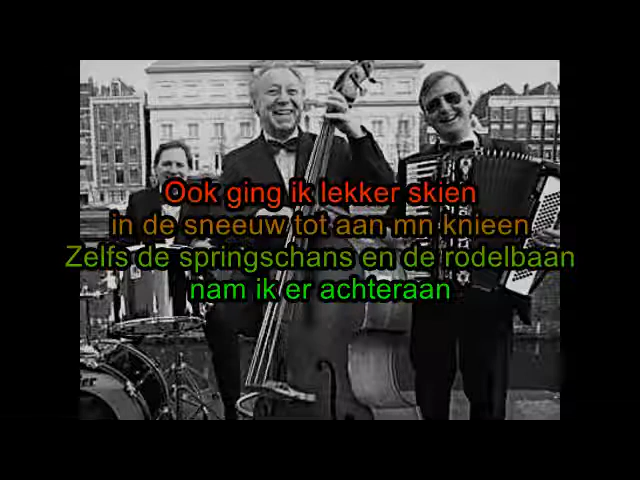 Ook ging ik lekker skien
in de sneeuw tot aan mn knieen
Zelfs de springschans en de rodelbaan
nam ik er achteraan